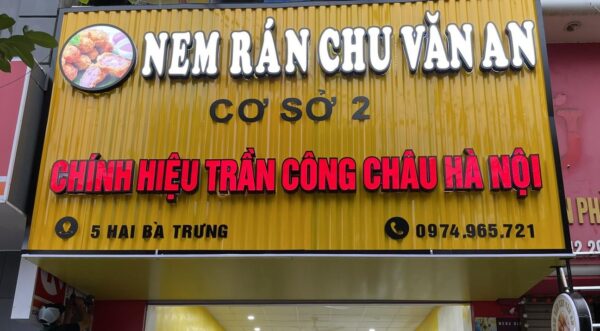 NEM RÁN CHU VĂN AN
CƠ SỞ 2
CHÍNH HIỆU TRẦN CÔNG CHÂU HÀ NỘI
5 HAI BÀ TRƯNG
0974.965.721